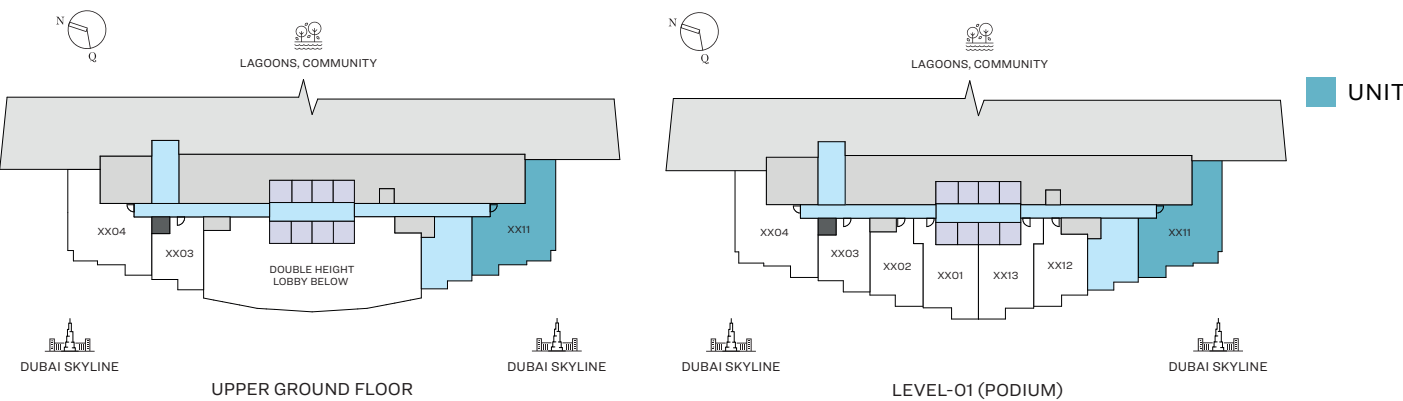 N
Q
LAGOONS, COMMUNITY
XX04
XX03
XX11
DOUBLE HEIGHT
LOBBY BELOW
DUBAI SKYLINE
DUBAI SKYLINE
UPPER GROUND FLOOR
N
Q
LAGOONS, COMMUNITY
XX04
XX03
XX02
XX01
XX13
XX12
XX11
DUBAI SKYLINE
DUBAI SKYLINE
LEVEL-01 (PODIUM)
UNIT